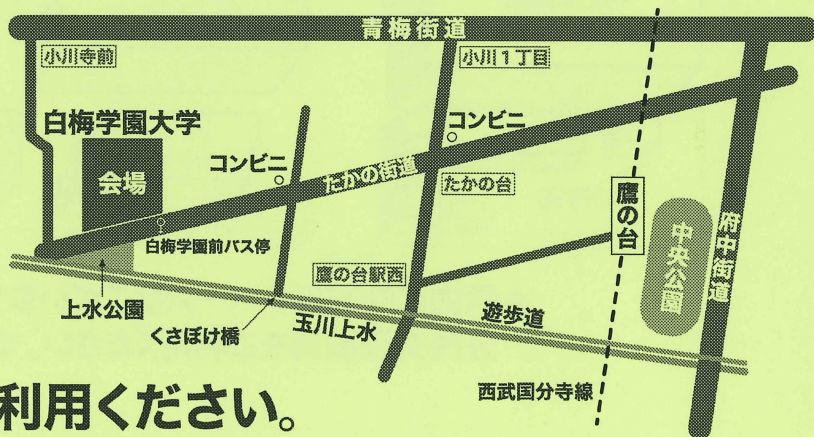 青梅街道
小川寺前
小川1丁目
白梅学園大学
コンビニ
コンビニ
会場
たかの街道
たかの台
鷹の台
白梅学園前バス停
中央公園
府中街道
鷹の台駅西
上水公園
くさぼけ橋
玉川上水
遊歩道
西武国分寺線
利用ください。